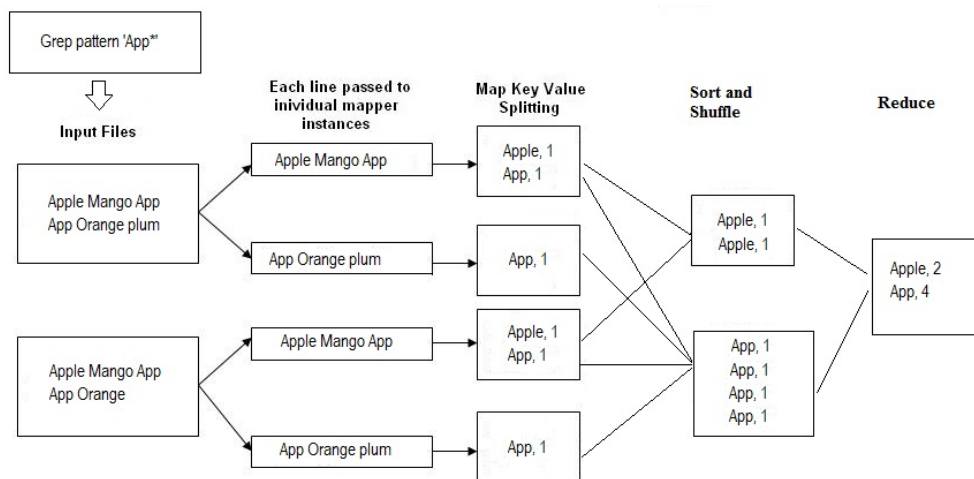 Grep pattern 'App*'
Input Files
Each line passed to
inividual mapper
instances
Map Key Value
Splitting
Sort and
Shuffle
Reduce
Apple Mango App
App Orange plum
Apple Mango App
App Orange plum
Apple, 1
App, 1
App, 1
Apple, 1
Apple, 1
Apple, 2
App, 4
Apple Mango App
App Orange
Apple Mango App
App Orange plum
Apple, 1
App, 1
App, 1
App, 1
App, 1
App, 1
App, 1